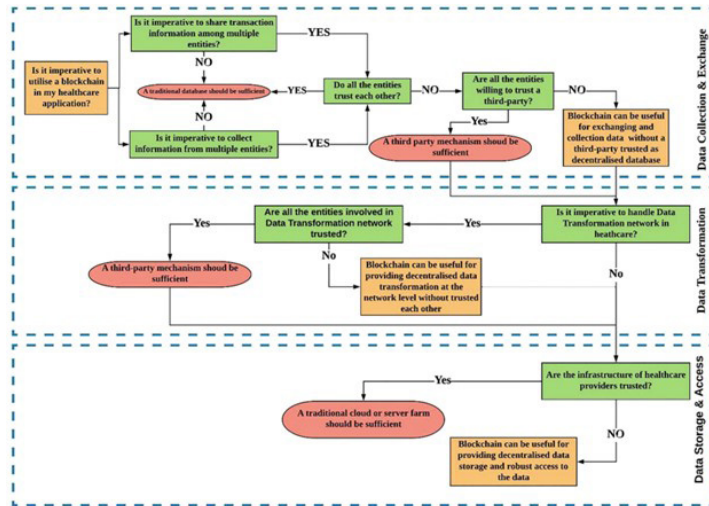 Is it imperative to share transaction
information among multiple
entities?
YES
NO
Is it imperative to
utilise a blockchain
in my healthcare
application?
A traditional database should be sufficient
YES
Do all the entities
trust each other?
NO
Are all the entities
willing to trust a
third-party?
NO
Yes
NO
Is it imperative to collect
information from multiple entities?
YES
A third party mechanism shoud be
sufficient
Blockchain can be useful
for exchanging and
collection data without a
third-party trusted as
decentralised database
Data Collection & Exchange
Are all the entities involved in
Data Transformation network
trusted?
Yes
Yes
Is it imperative to handle Data
Transformation network in
heathcare?
No
No
A third-party mechanism shoud be
sufficient
Blockchain can be useful for
providing decentralised data
transformation at the
network level without trusted
each other
Data Transformation
Are the infrastructure of healthcare
providers trusted?
Yes
NO
A traditional cloud or server farm
should be sufficient
Blockchain can be useful for
providing decentralised data
storage and robust access to
the data
Data Storage & Access